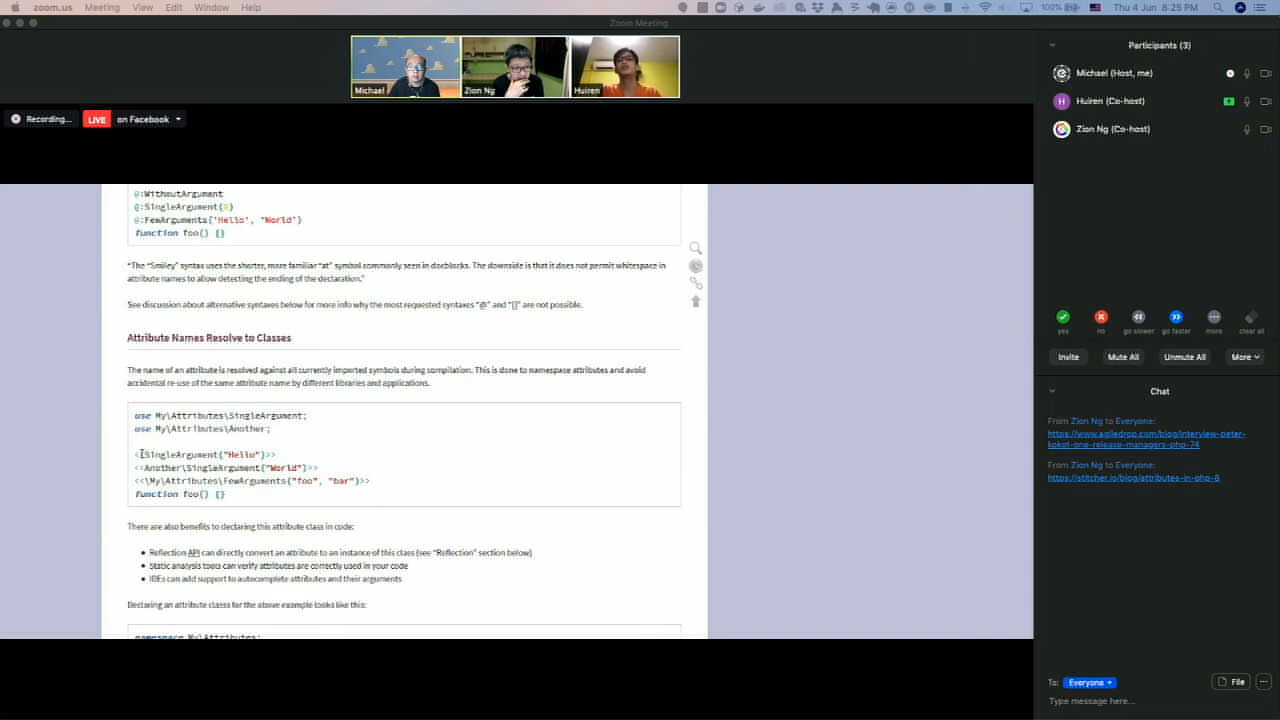 zoom.us Meeting View Edit Window Help
100% Thu 4 Jun 8:25 PM
Zoom Meeting
Michael
Zion Ng
Huiren
Recording...
LIVE on Facebook
@:WithoutArgument
@:SingleArgument(0)
@:FewArguments('Hello', 'World')
function foo() {}
"The "Smiley" syntax uses the shorter, more familiar "at" symbol commonly seen in docblocks. The downside is that it does not permit whitespace in
attribute names to allow detecting the ending of the declaration."
See discussion about alternative syntaxes below for more info why the most requested syntaxes "@" and "[]" are not possible.
Attribute Names Resolve to Classes
The name of an attribute is resolved against all currently imported symbols during compilation. This is done to namespace attributes and avoid
accidental re-use of the same attribute name by different libraries and applications.
use My\Attributes\SingleArgument;
use My\Attributes\Another;
<<SingleArgument("Hello")>>
<<Another\SingleArgument("World")>>
<<\My\Attributes\FewArguments("foo", "bar")>>
function foo() {}
There are also benefits to declaring this attribute class in code:
Reflection API can directly convert an attribute to an instance of this class (see "Reflection" section below)
Static analysis tools can verify attributes are correctly used in your code
IDEs can add support to autocomplete attributes and their arguments
Declaring an attribute class for the above example looks like this:
namespace My\Attributes;
Participants (3)
Michael (Host, me)
H Huiren (Co-host)
Zion Ng (Co-host)
yes no go slower go faster more clear all
Invite Mute All Unmute All More
Chat
From Zion Ng to Everyone:
https://www.agiledrop.com/blog/interview-peter-
kokot-one-release-managers-php-74
From Zion Ng to Everyone:
https://stitcher.io/blog/attributes-in-php-8
To: Everyone File
Type message here...